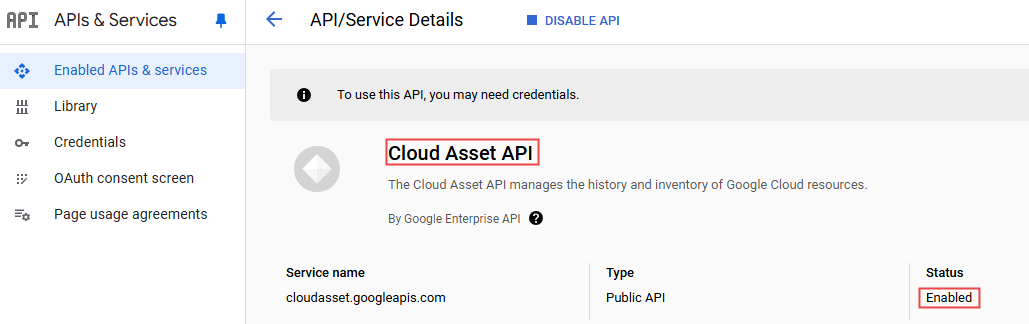 API APIs & Services
Enabled APIs & services
Library
Credentials
OAuth consent screen
Page usage agreements
API/Service Details DISABLE API
To use this API, you may need credentials.
Cloud Asset API
The Cloud Asset API manages the history and inventory of Google Cloud resources.
By Google Enterprise API ?
Service name Type Status
cloudasset.googleapis.com Public API Enabled